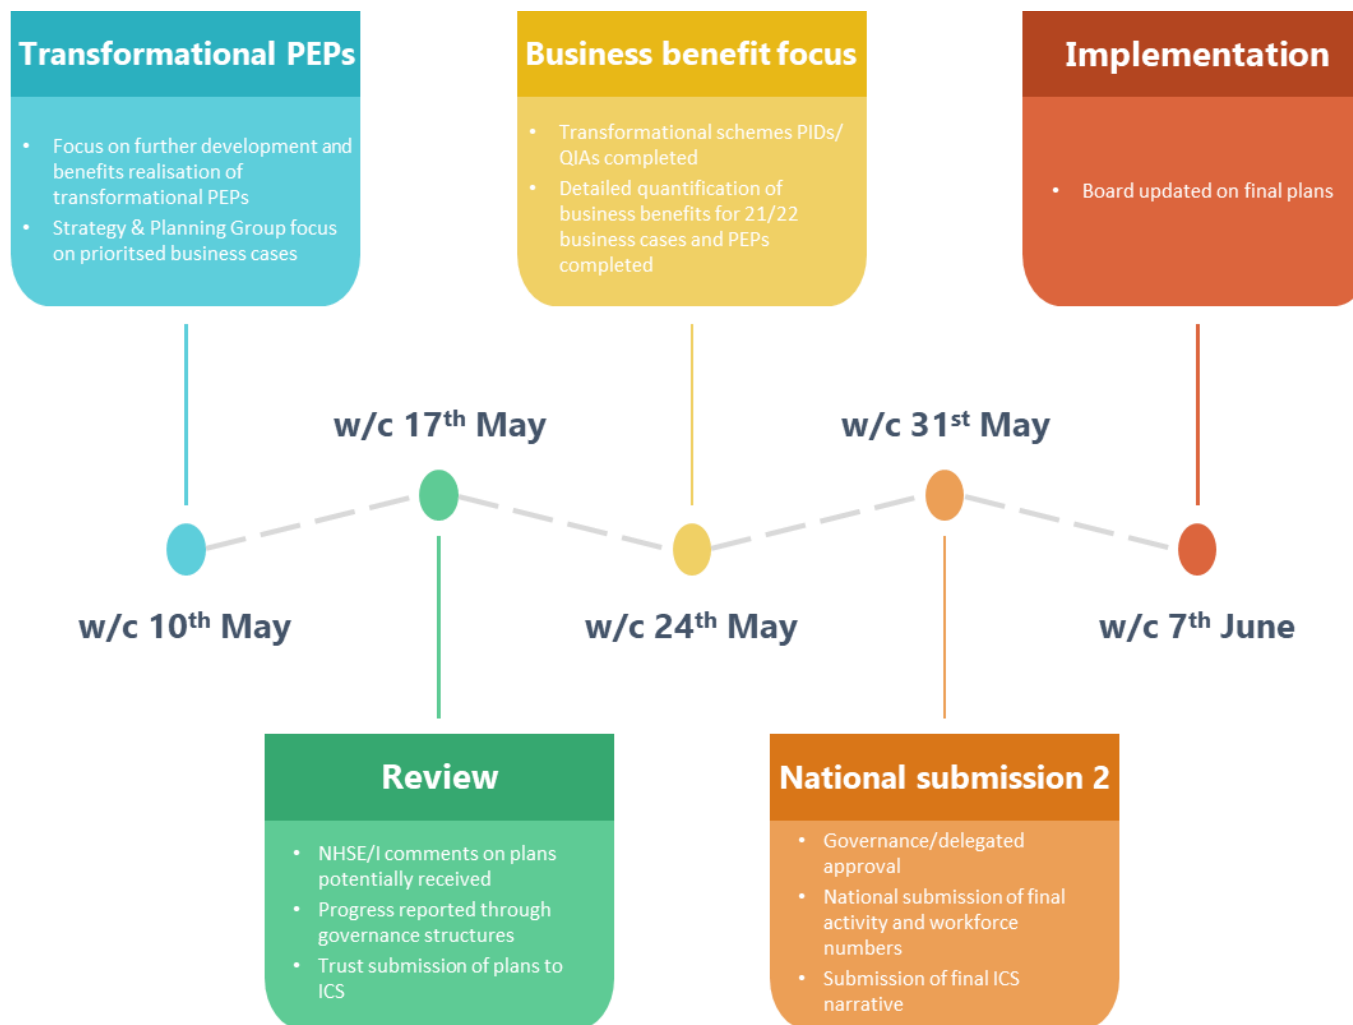 Transformational PEPs
• Focus on further development and
benefits realisation of
transformational PEPs
• Strategy & Planning Group focus
on prioritsed business cases
Business benefit focus
• Transformational schemes PIDs/
QIAs completed
• Detailed quantification of
business benefits for 21/22
business cases and PEPs
completed
Implementation
• Board updated on final plans
w/c 17th May
w/c 31st May
w/c 10th May
w/c 24th May
w/c 7th June
Review
• NHSE/I comments on plans
potentially received
• Progress reported through
governance structures
• Trust submission of plans to
ICS
National submission 2
• Governance/delegated
approval
• National submission of final
activity and workforce
numbers
• Submission of final ICS
narrative